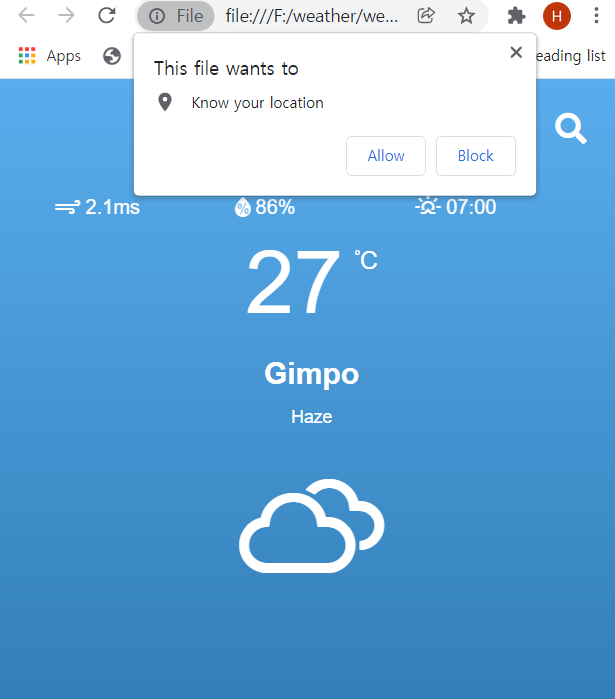 File file:///F:/weather/we...
H
Apps
eading list
This file wants to
Know your location
Allow Block
2.1ms % 86% 07:00
27 °C
Gimpo
Haze